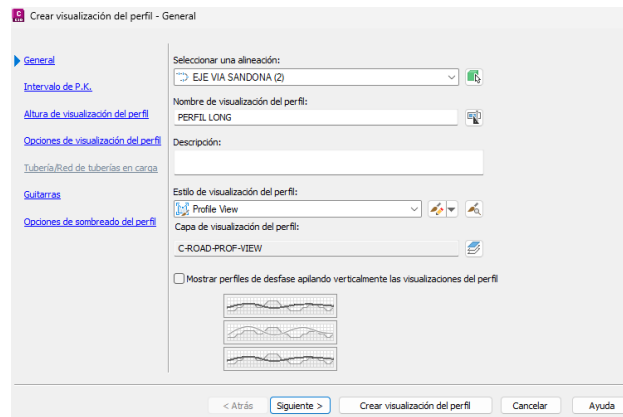 Crear visualización del perfil - General
General
Intervalo de P.K.
Altura de visualización del perfil
Opciones de visualización del perfil
Tubería/Red de tuberías en carga
Guitarras
Opciones de sombreado del perfil
Seleccionar una alineación:
EJE VIA SANDONA (2)
Nombre de visualización del perfil:
PERFIL LONG
Descripción:
Estilo de visualización del perfil:
Profile View
Capa de visualización del perfil:
C-ROAD-PROF-VIEW
Mostrar perfiles de desfase apilando verticalmente las visualizaciones del perfil
< Atrás Siguiente > Crear visualización del perfil Cancelar Ayuda